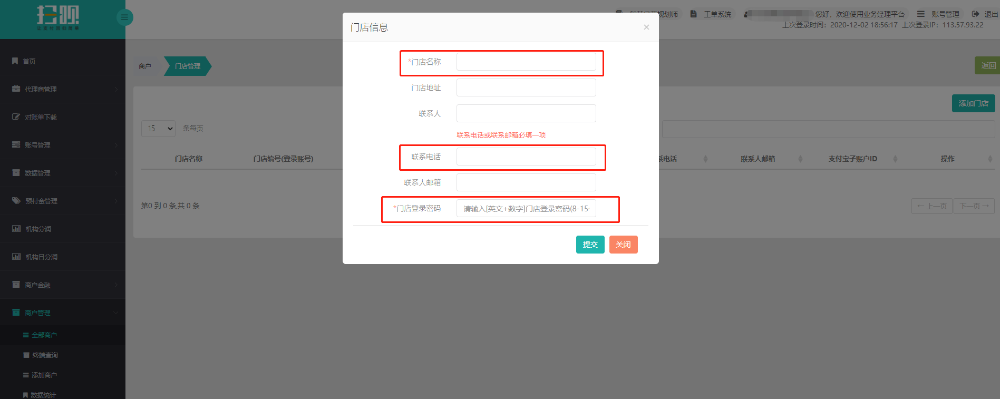 扫呗
让支付回归简单
规划师
工单系统
您好，欢迎使用业务经理平台
账号管理
退出
上次登录时间：2020-12-02 18:56:17 上次登录IP：113.57.93.22
首页
代理商管理
对账单下载
账号管理
数据管理
预付金管理
机构分润
机构日分润
商户金融
商户管理
全部商户
终端查询
添加商户
数据统计
商户
门店管理
返回
添加门店
15 条每页
门店名称 门店编号(登录账号) 系电话 联系人邮箱 支付宝子账户ID 操作
第0 到 0 条,共 0 条
← 上一页 下一页 →
门店信息 ×
*门店名称
门店地址
联系人
联系电话或联系邮箱必填一项
联系电话
联系人邮箱
*门店登录密码 请输入[英文+数字]门店登录密码(8-15
提交 关闭